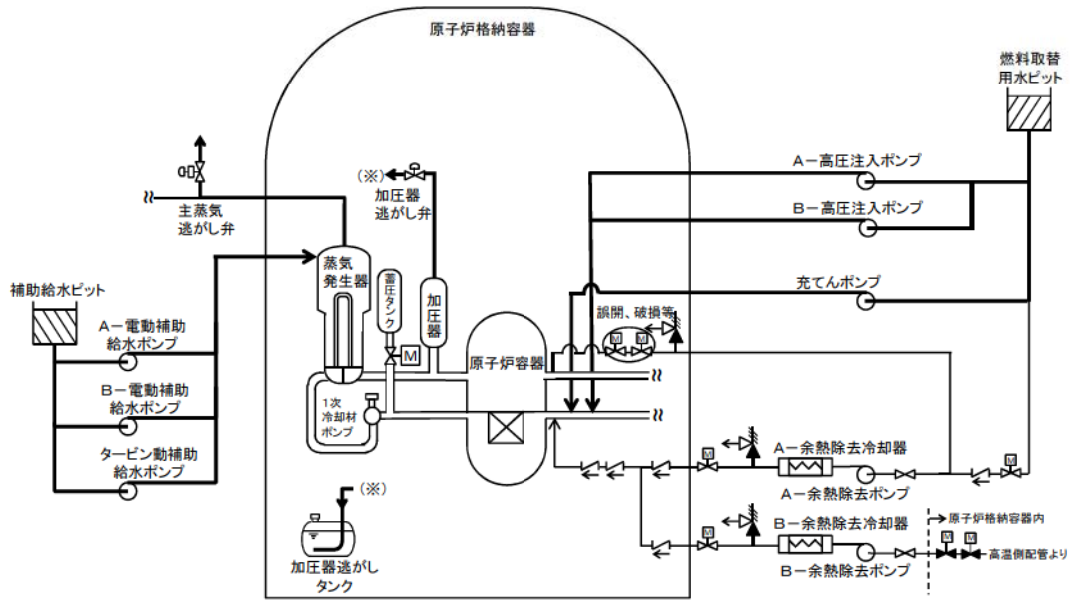 原子炉格納容器
燃料取替
用水ピット
A－高圧注入ポンプ
(※)
加圧器
逃がし弁
主蒸気
逃がし弁
B－高圧注入ポンプ
蒸気
発生器
蓄圧タンク
加圧器
充てんポンプ
補助給水ピット
誤開、破損等
M
M
A－電動補助
給水ポンプ
M
原子炉容器
B－電動補助
給水ポンプ
1次
冷却材
ポンプ
タービン動補助
給水ポンプ
M
A－余熱除去冷却器
M
A－余熱除去ポンプ
(※)
M
B－余熱除去冷却器
原子炉格納容器内
M
M
高温側配管より
B－余熱除去ポンプ
加圧器逃がし
タンク